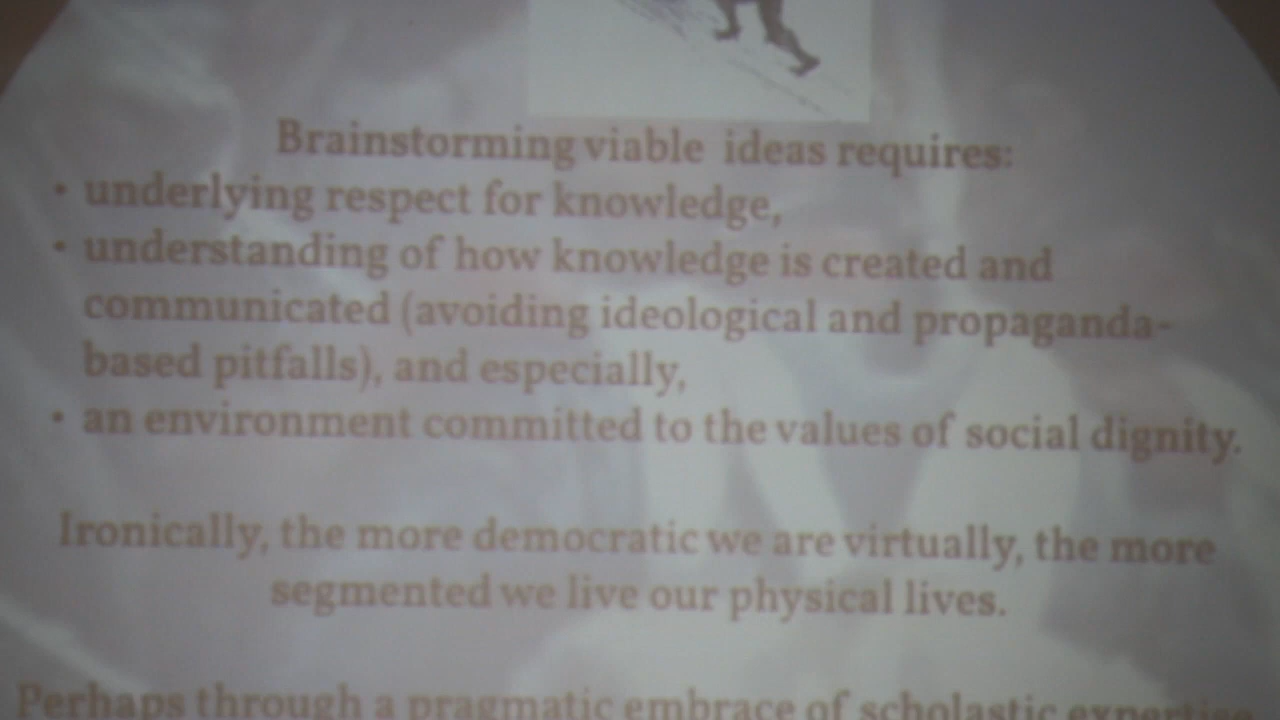 Brainstorming viable ideas requires:
• underlying respect for knowledge,
• understanding of how knowledge is created and
communicated (avoiding ideological and propaganda-
based pitfalls), and especially,
• an environment committed to the values of social dignity.
Ironically, the more democratic we are virtually, the more
segmented we live our physical lives.
Perhaps through a pragmatic embrace of scholastic expertise